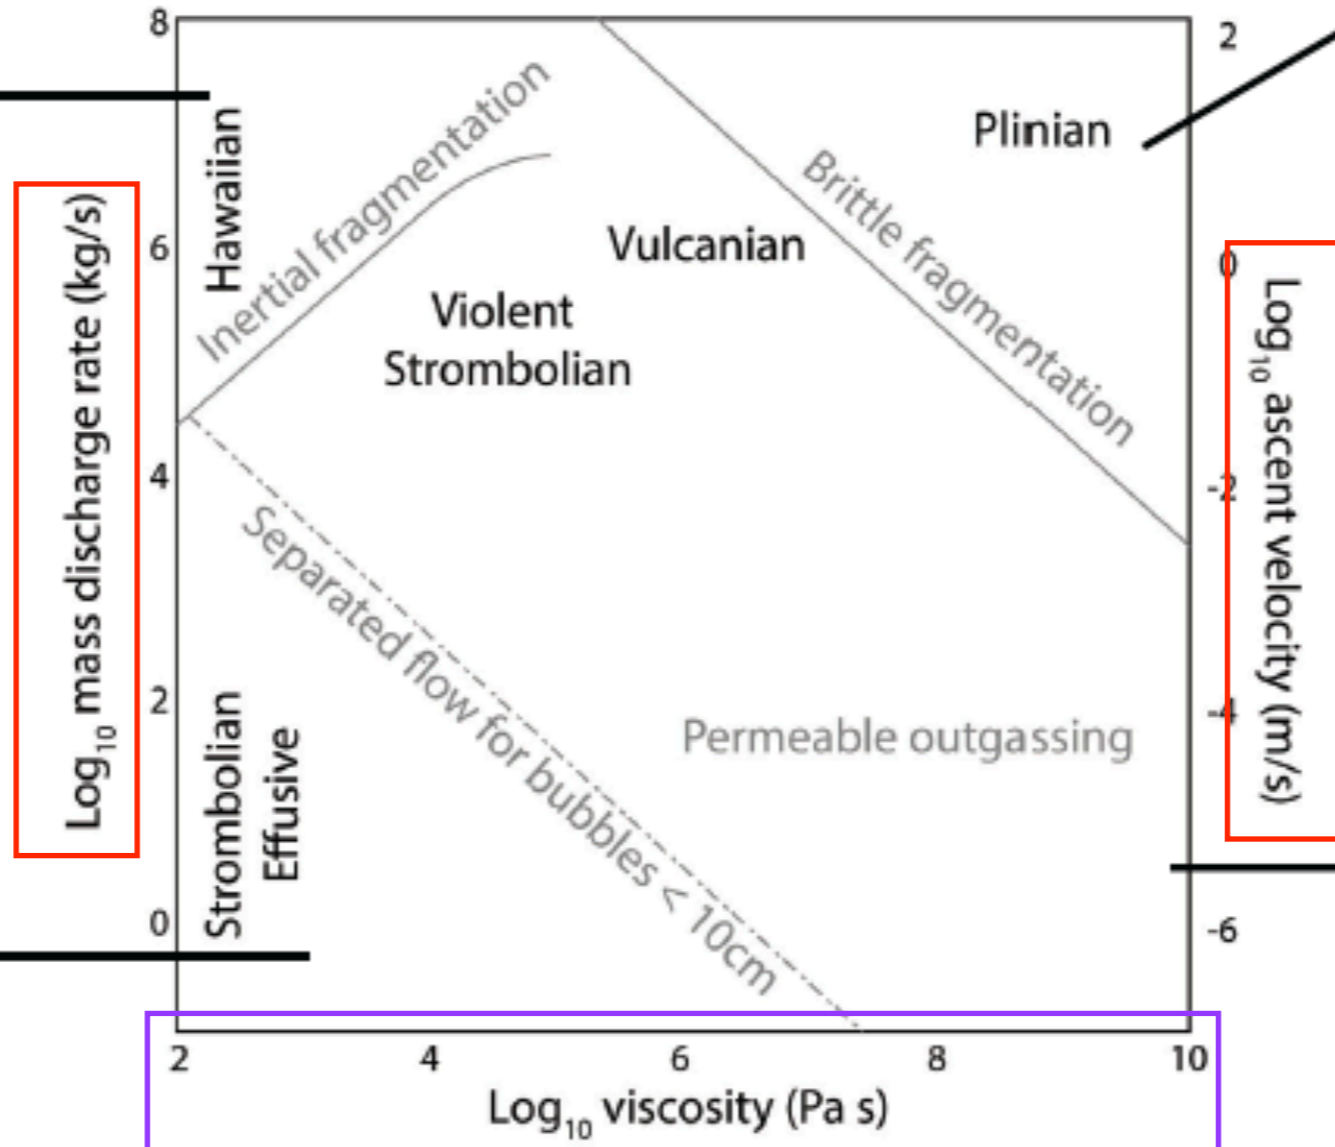 8
6
4
2
0
Log₁₀ mass discharge rate (kg/s)
Hawaiian
Inertial fragmentation
Violent
Strombolian
Vulcanian
Plinian
Brittle fragmentation
Separated flow for bubbles < 10cm
Permeable outgassing
Strombolian
Effusive
2
0
-2
-4
-6
Log₁₀ ascent velocity (m/s)
2 4 6 8 10
Log₁₀ viscosity (Pa s)